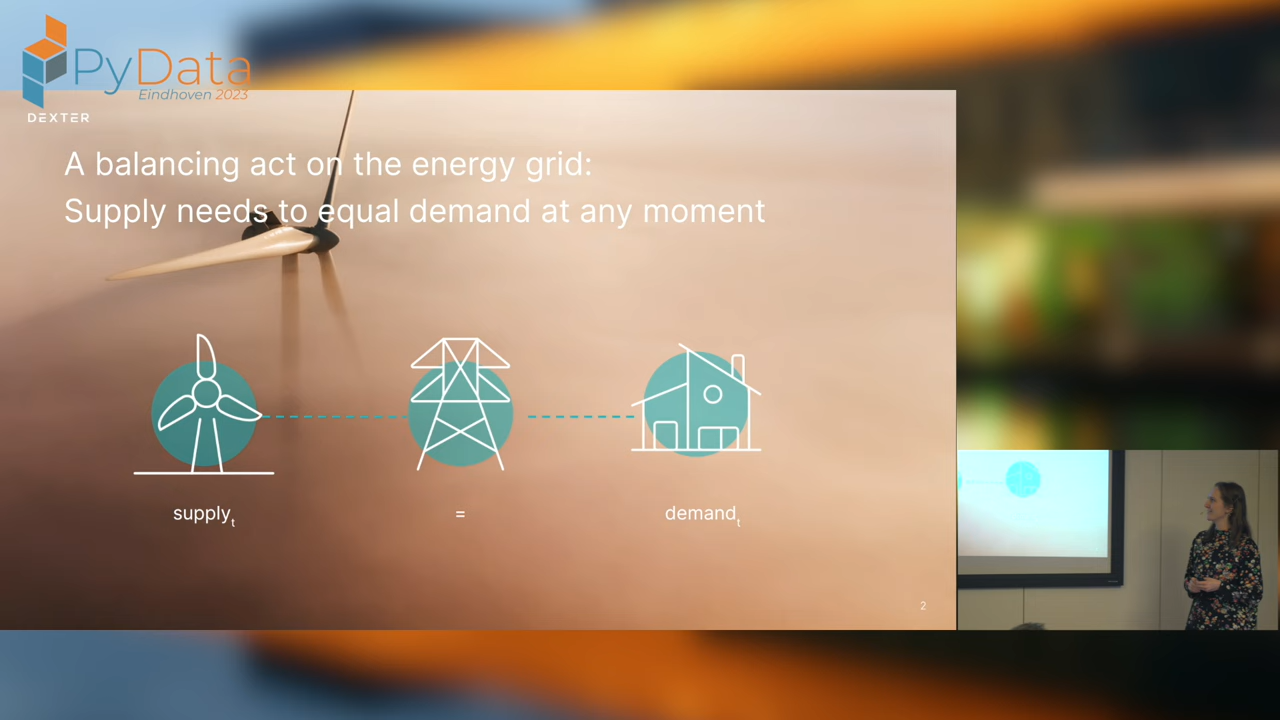 PyData
Eindhoven 2023
DEXTER
A balancing act on the energy grid:
Supply needs to equal demand at any moment
supplyt
=
demandt
2